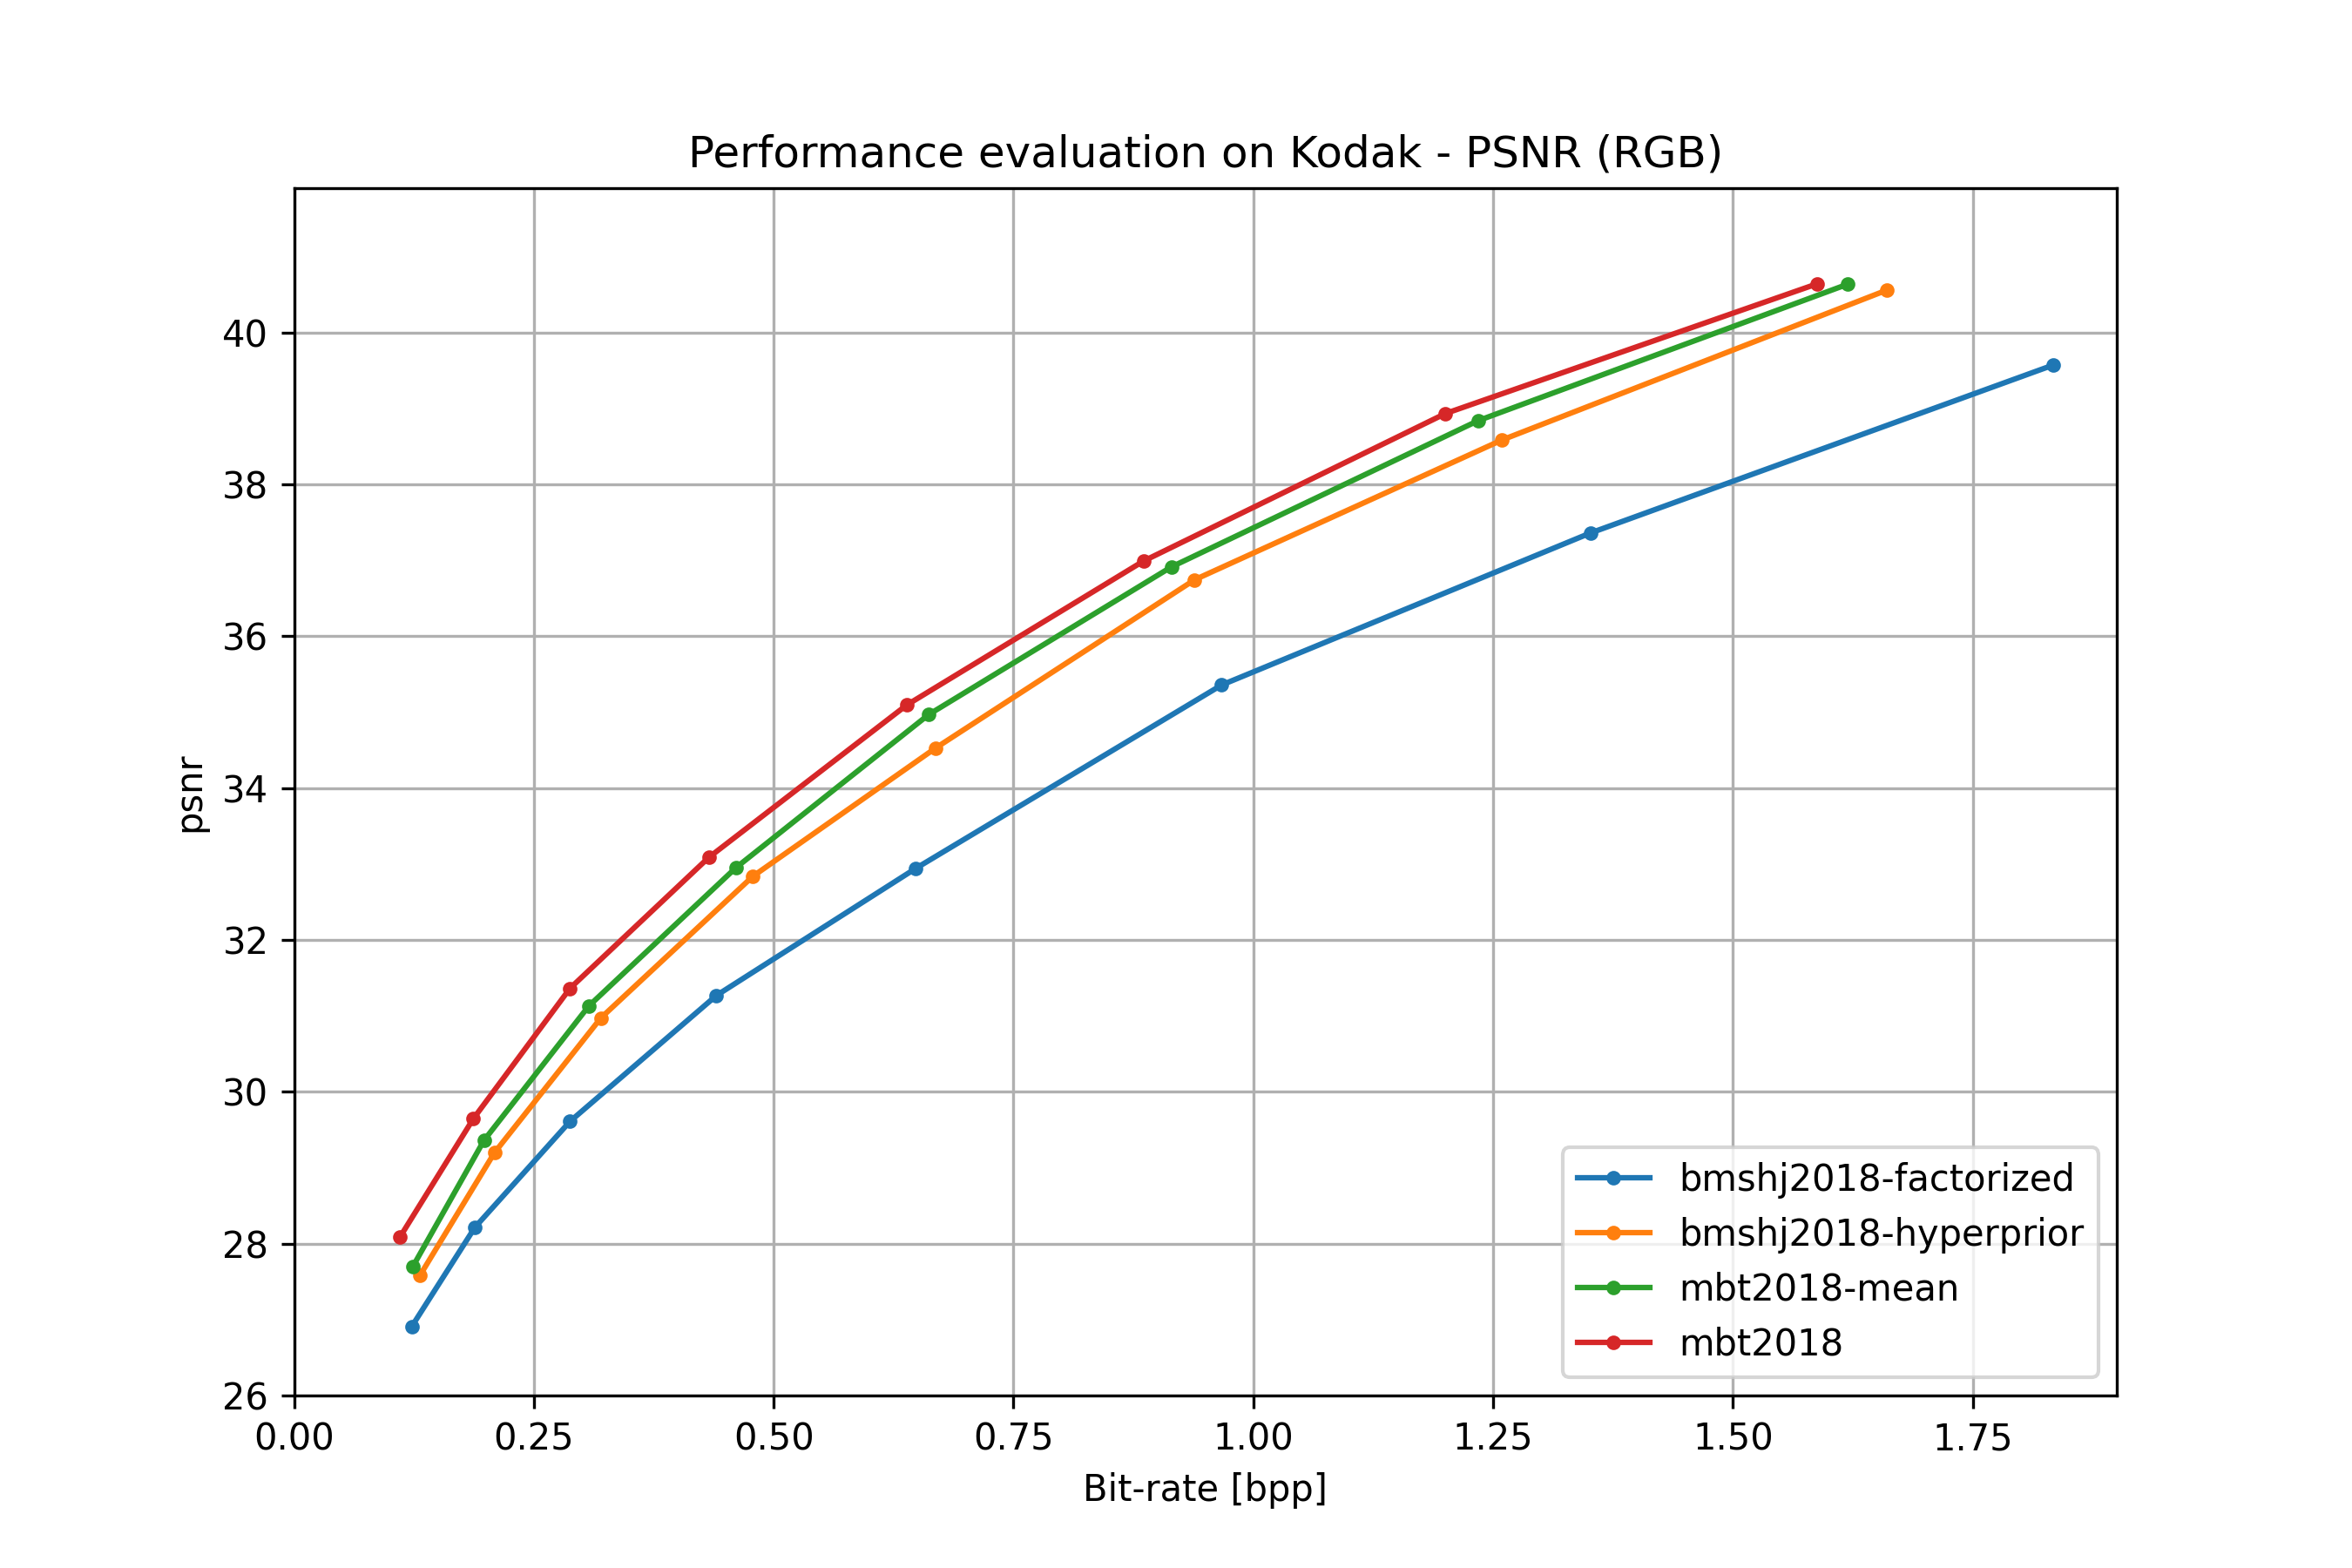 Performance evaluation on Kodak - PSNR (RGB)
psnr
40
38
36
34
32
30
28
26
0.00 0.25 0.50 0.75 1.00 1.25 1.50 1.75
Bit-rate [bpp]
bmshj2018-factorized
bmshj2018-hyperprior
mbt2018-mean
mbt2018